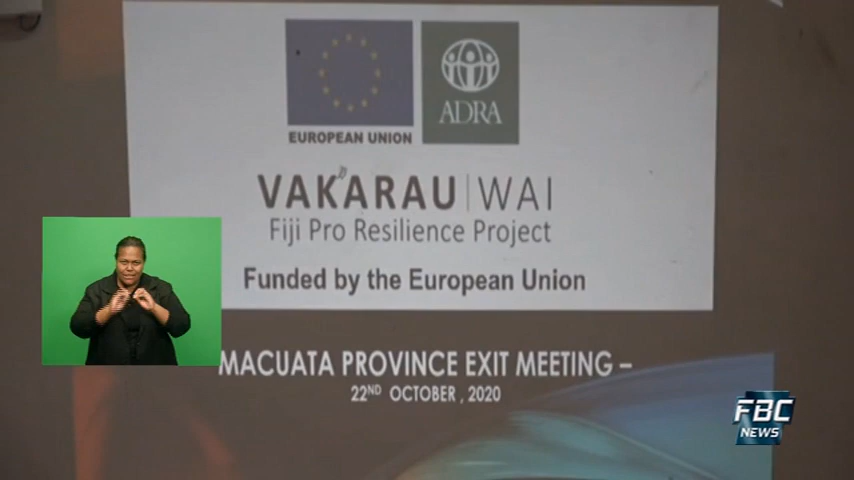 ADRA
EUROPEAN UNION
VAKARAU | WAI
Fiji Pro Resilience Project
Funded by the European Union
MACUATA PROVINCE EXIT MEETING –
22ND OCTOBER , 2020
FBC
NEWS